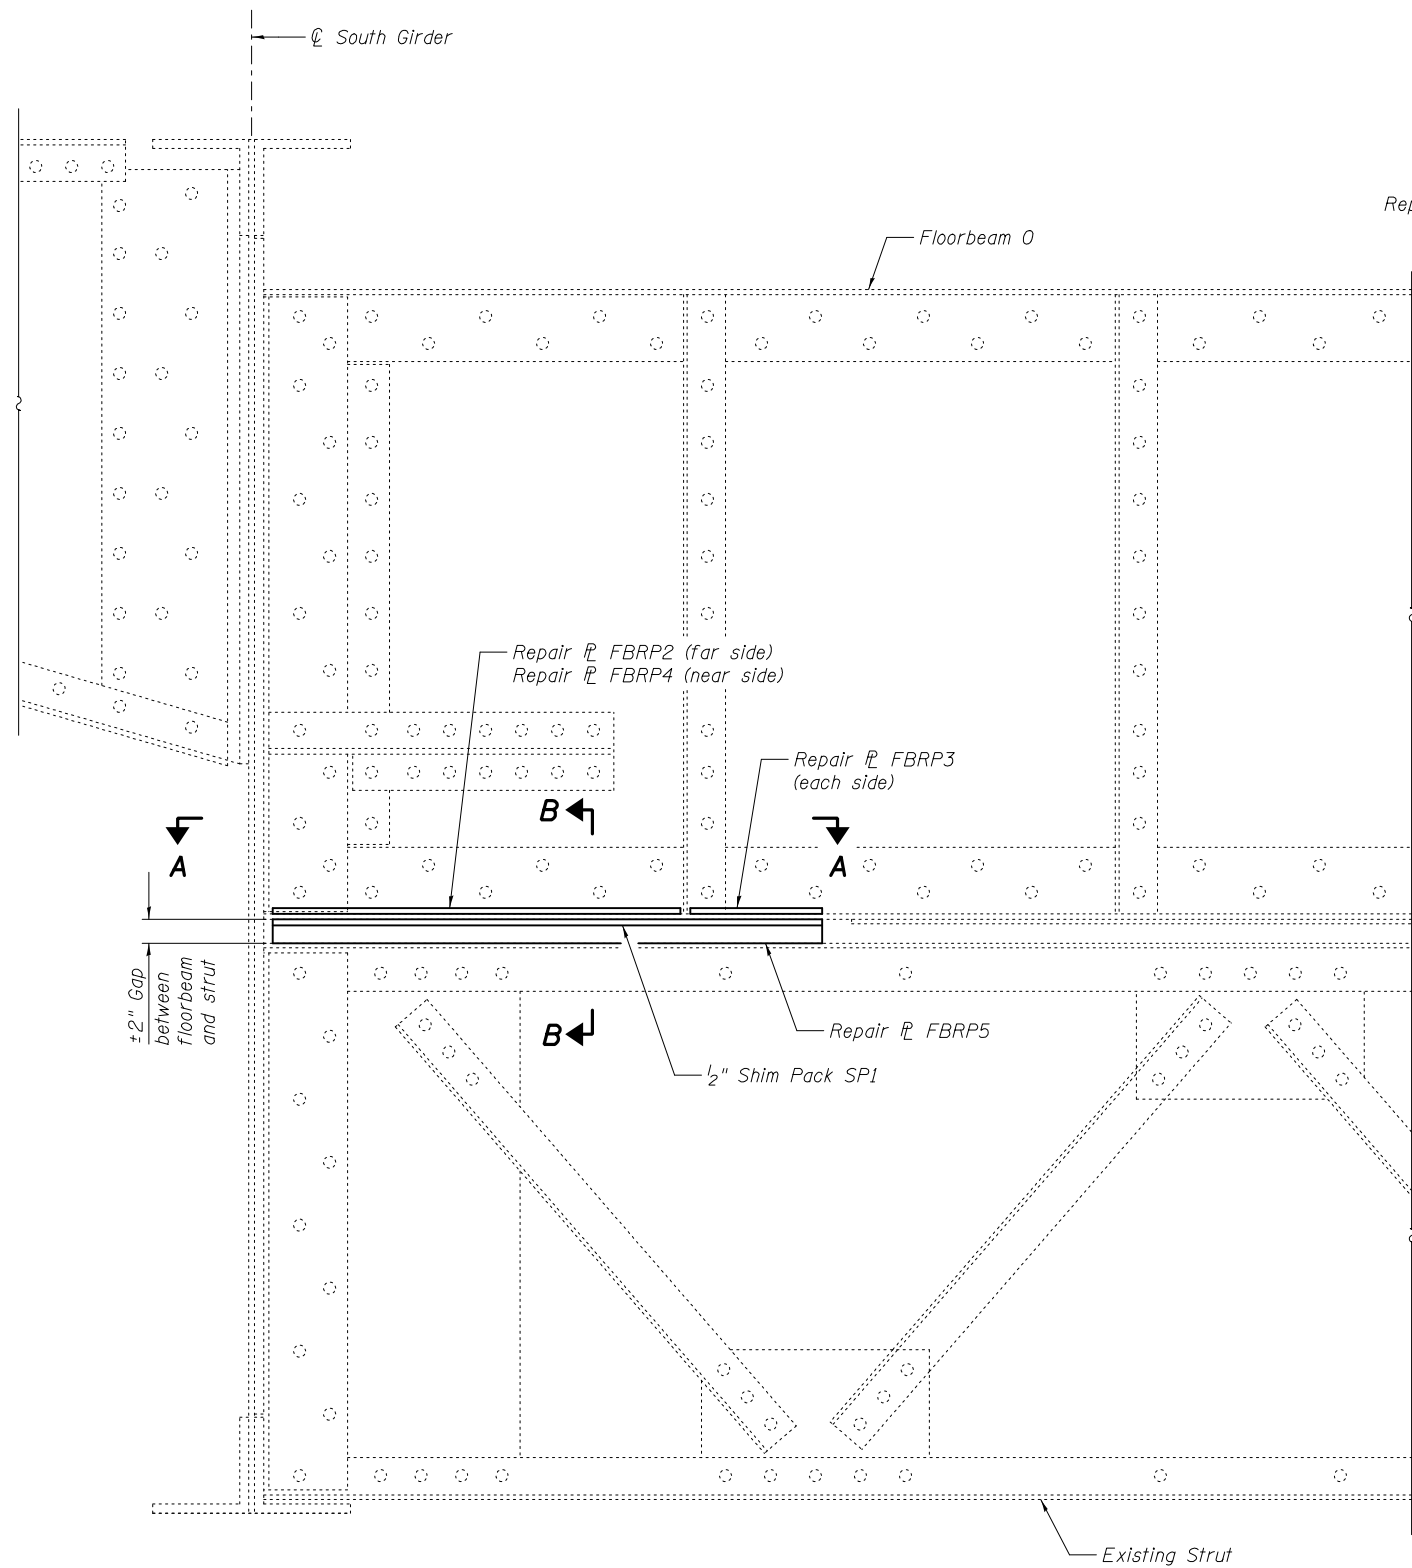 ℄ South Girder
Rep
Floorbeam 0
Repair ⅊ FBRP2 (far side)
Repair ⅊ FBRP4 (near side)
Repair ⅊ FBRP3
(each side)
B
A
A
±2" Gap
between
floorbeam
and strut
B
Repair ⅊ FBRP5
1/2" Shim Pack SP1
Existing Strut